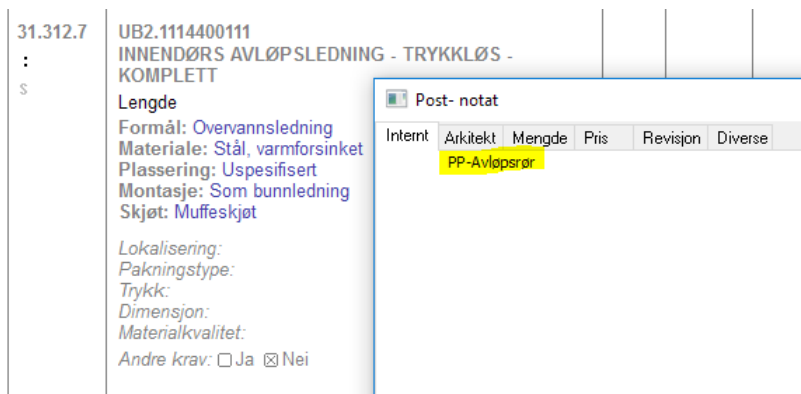 31.312.7
:
S
UB2.1114400111
INNENDØRS AVLØPSLEDNING - TRYKKLØS -
KOMPLETT
Lengde
Formål: Overvannsledning
Materiale: Stål, varmforsinket
Plassering: Uspesifisert
Montasje: Som bunnledning
Skjøt: Muffeskjøt
Lokalisering:
Pakningstype:
Trykk:
Dimensjon:
Materialkvalitet:
Andre krav: ☐ Ja ☒ Nei
Post- notat
Internt Arkitekt Mengde Pris Revisjon Diverse
PP-Avløpsrør